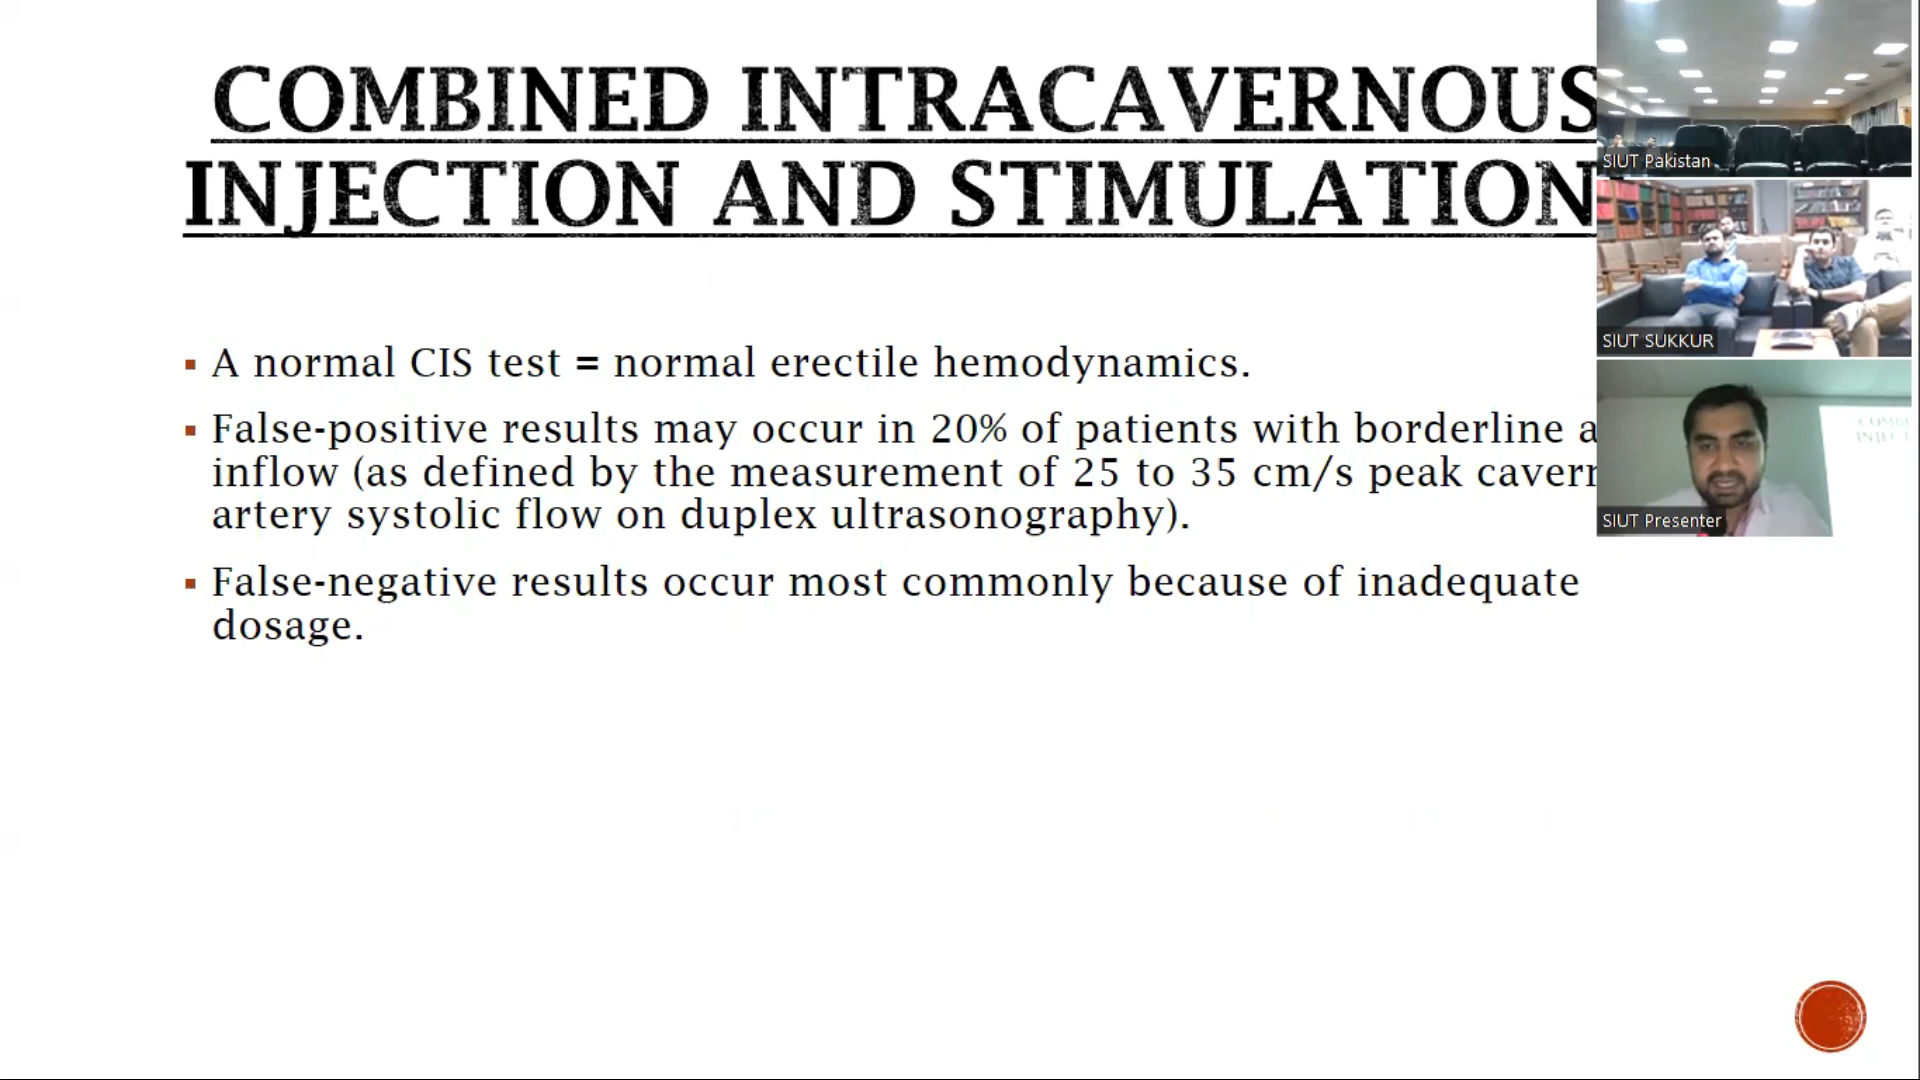 COMBINED INTRACAVERNOUS
INJECTION AND STIMULATION
▪ A normal CIS test = normal erectile hemodynamics.
▪ False-positive results may occur in 20% of patients with borderline
inflow (as defined by the measurement of 25 to 35 cm/s peak
artery systolic flow on duplex ultrasonography).
▪ False-negative results occur most commonly because of inadequate
dosage.
SIUT Pakistan
SIUT SUKKUR
SIUT Presenter